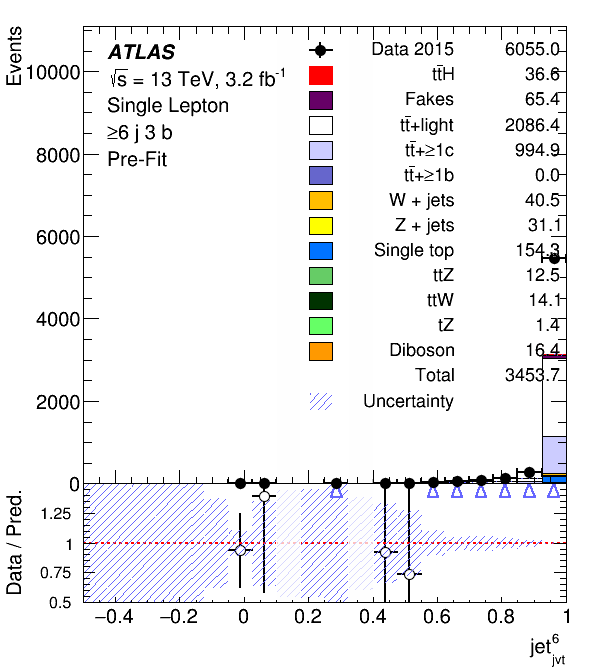 Events
10000
8000
6000
4000
2000
0
ATLAS
√s = 13 TeV, 3.2 fb⁻¹
Single Lepton
≥6 j 3 b
Pre-Fit
Data 2015 6055.0
tt̄H 36.6
Fakes 65.4
tt̄+light 2086.4
tt̄+≥1c 994.9
tt̄+≥1b 0.0
W + jets 40.5
Z + jets 31.1
Single top 154.3
ttZ 12.5
ttW 14.1
tZ 1.4
Diboson 16.4
Total 3453.7
Uncertainty
Data / Pred.
1.25
1
0.75
0.5
−0.4 −0.2 0 0.2 0.4 0.6 0.8 1
jet⁶_jvt